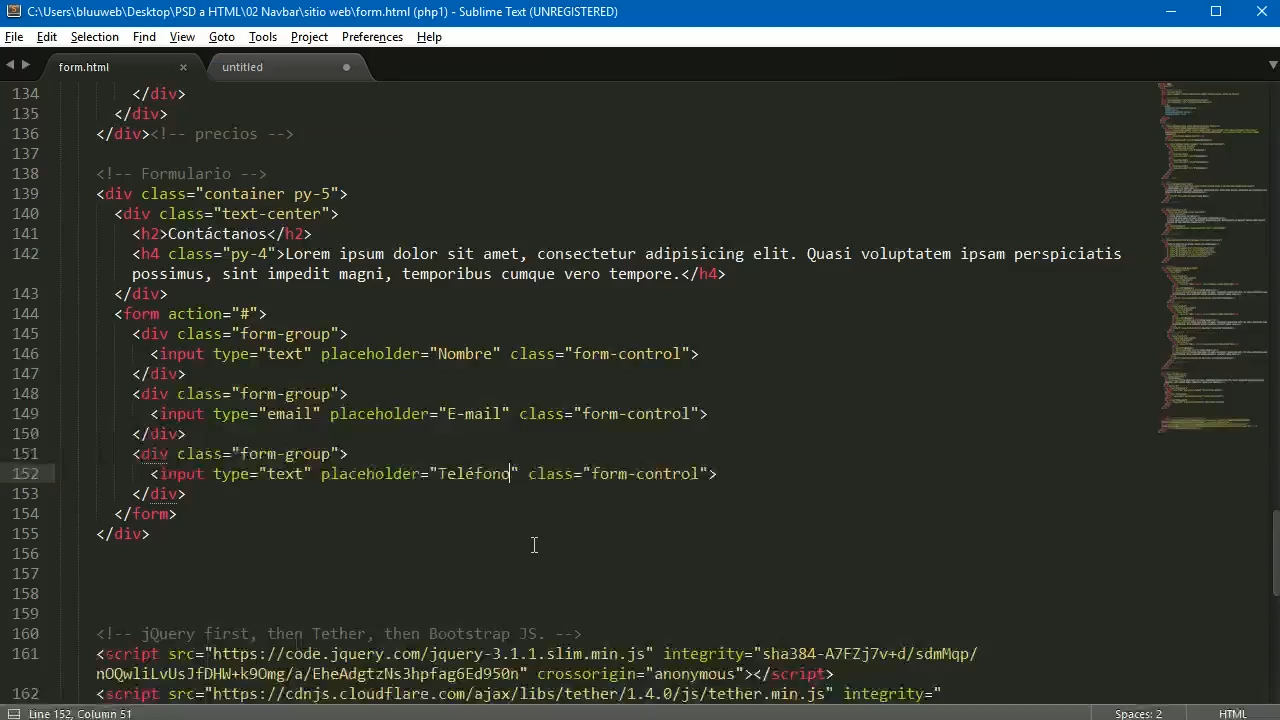 C:\Users\bluuweb\Desktop\PSD a HTML\02 Navbar\sitio web\form.html (php1) - Sublime Text (UNREGISTERED)
File Edit Selection Find View Goto Tools Project Preferences Help
form.html × untitled
134 </div>
135 </div>
136 </div><!-- precios -->
137
138 <!-- Formulario -->
139 <div class="container py-5">
140 <div class="text-center">
141 <h2>Contáctanos</h2>
142 <h4 class="py-4">Lorem ipsum dolor sit amet, consectetur adipisicing elit. Quasi voluptatem ipsam perspiciatis
possimus, sint impedit magni, temporibus cumque vero tempore.</h4>
143 </div>
144 <form action="#">
145 <div class="form-group">
146 <input type="text" placeholder="Nombre" class="form-control">
147 </div>
148 <div class="form-group">
149 <input type="email" placeholder="E-mail" class="form-control">
150 </div>
151 <div class="form-group">
152 <input type="text" placeholder="Teléfono" class="form-control">
153 </div>
154 </form>
155 </div>
156
157
158
159
160 <!-- jQuery first, then Tether, then Bootstrap JS. -->
161 <script src="https://code.jquery.com/jquery-3.1.1.slim.min.js" integrity="sha384-A7FZj7v+d/sdmMqp/
nOQwliLvUsJfDHW+k9Omg/a/EheAdgtzNs3hpfag6Ed950n" crossorigin="anonymous"></script>
162 <script src="https://cdnjs.cloudflare.com/ajax/libs/tether/1.4.0/js/tether.min.js" integrity="
Line 152, Column 51 Spaces: 2 HTML